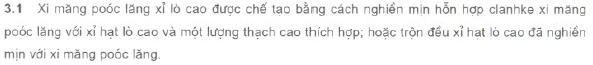 3.1 Xi măng poóc lăng xỉ lò cao được chế tạo bằng cách nghiền mịn hỗn hợp clanhke xi măng
poóc lăng với xỉ hạt lò cao và một lượng thạch cao thích hợp; hoặc trộn đều xỉ hạt lò cao đã nghiền
mịn với xi măng poóc lăng.